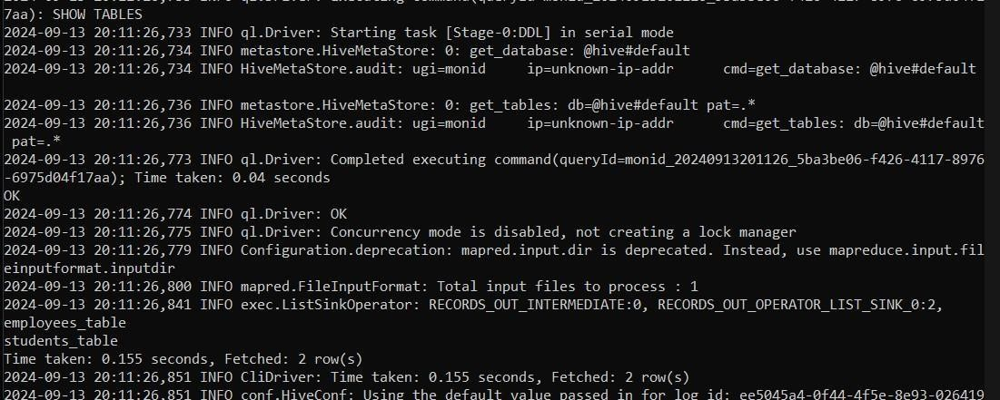 7aa): SHOW TABLES
2024-09-13 20:11:26,733 INFO ql.Driver: Starting task [Stage-0:DDL] in serial mode
2024-09-13 20:11:26,734 INFO metastore.HiveMetaStore: 0: get_database: @hive#default
2024-09-13 20:11:26,734 INFO HiveMetaStore.audit: ugi=monid     ip=unknown-ip-addr      cmd=get_database: @hive#default
2024-09-13 20:11:26,736 INFO metastore.HiveMetaStore: 0: get_tables: db=@hive#default pat=.*
2024-09-13 20:11:26,736 INFO HiveMetaStore.audit: ugi=monid     ip=unknown-ip-addr      cmd=get_tables: db=@hive#default
 pat=.*
2024-09-13 20:11:26,773 INFO ql.Driver: Completed executing command(queryId=monid_20240913201126_5ba3be06-f426-4117-8976
-6975d04f17aa); Time taken: 0.04 seconds
OK
2024-09-13 20:11:26,774 INFO ql.Driver: OK
2024-09-13 20:11:26,775 INFO ql.Driver: Concurrency mode is disabled, not creating a lock manager
2024-09-13 20:11:26,779 INFO Configuration.deprecation: mapred.input.dir is deprecated. Instead, use mapreduce.input.fil
einputformat.inputdir
2024-09-13 20:11:26,800 INFO mapred.FileInputFormat: Total input files to process : 1
2024-09-13 20:11:26,841 INFO exec.ListSinkOperator: RECORDS_OUT_INTERMEDIATE:0, RECORDS_OUT_OPERATOR_LIST_SINK_0:2,
employees_table
students_table
Time taken: 0.155 seconds, Fetched: 2 row(s)
2024-09-13 20:11:26,851 INFO CliDriver: Time taken: 0.155 seconds, Fetched: 2 row(s)
2024-09-13 20:11:26,851 INFO conf.HiveConf: Using the default value passed in for log id: ee5045a4-0f44-4f5e-8e93-026419